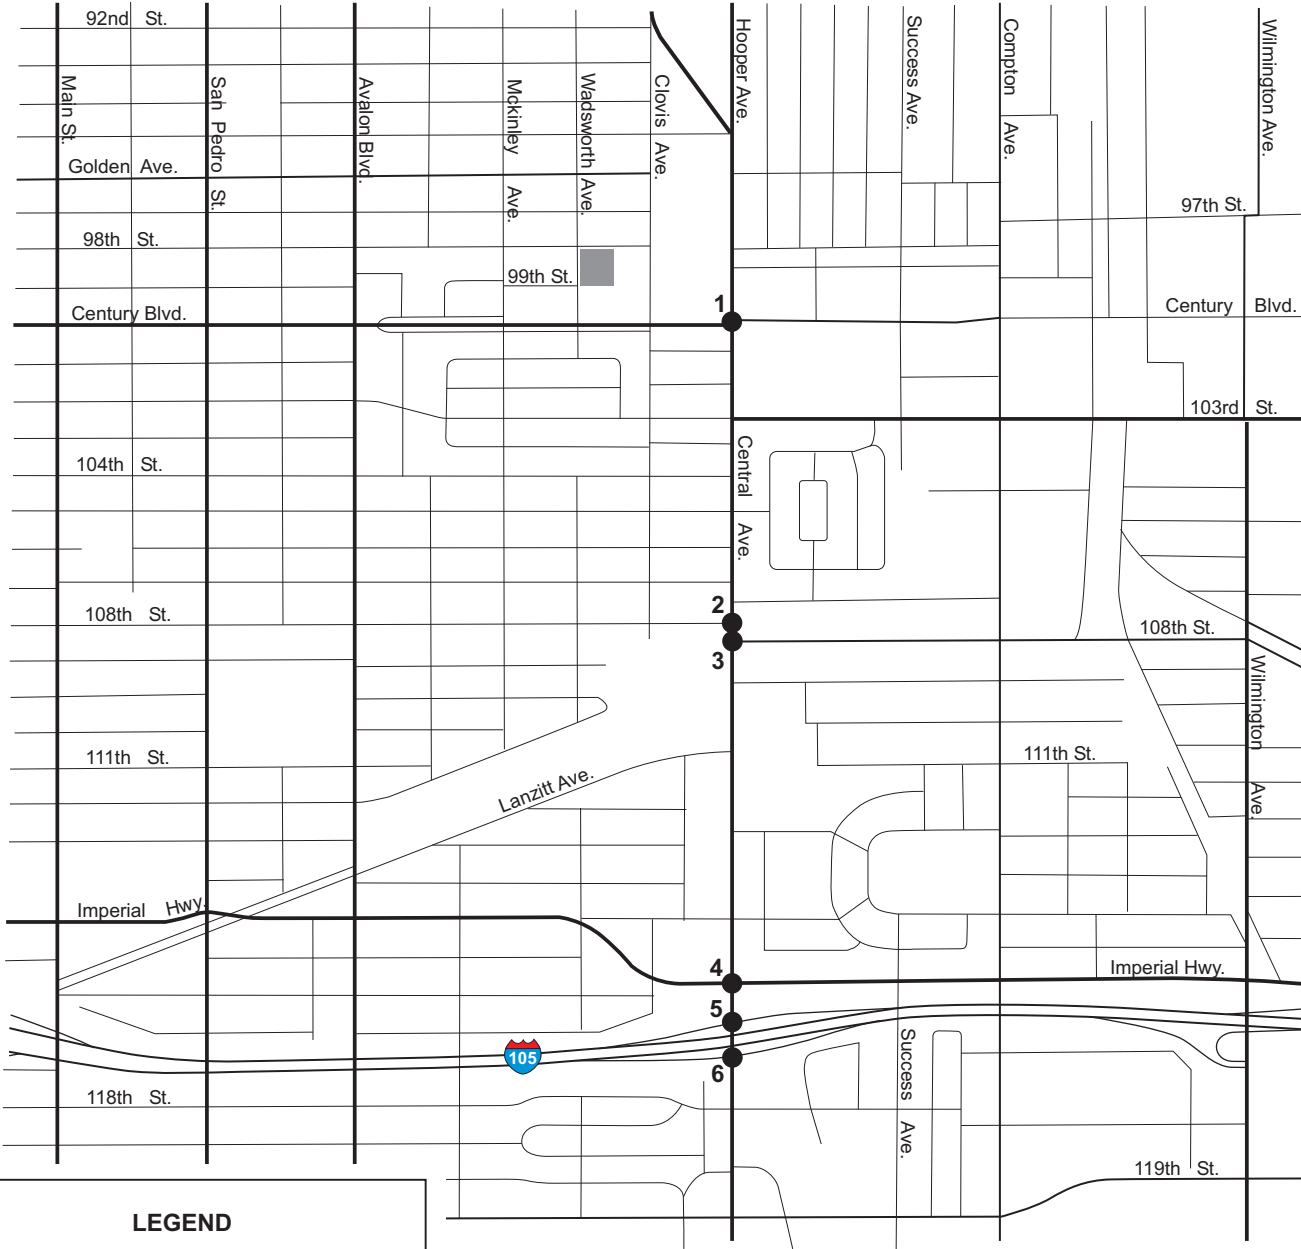 92nd St.
Main St.
San Pedro St.
Avalon Blvd.
Mckinley Ave.
Wadsworth Ave.
Clovis Ave.
Hooper Ave.
Success Ave.
Compton Ave.
Wilmington Ave.
Golden Ave.
97th St.
98th St.
99th St.
Century Blvd.
1
Century Blvd.
103rd St.
104th St.
Central Ave.
108th St.
2
108th St.
3
Wilmington Ave.
111th St.
111th St.
Lanzitt Ave.
Imperial Hwy.
4
Imperial Hwy.
5
105
6
Success Ave.
118th St.
119th St.
LEGEND